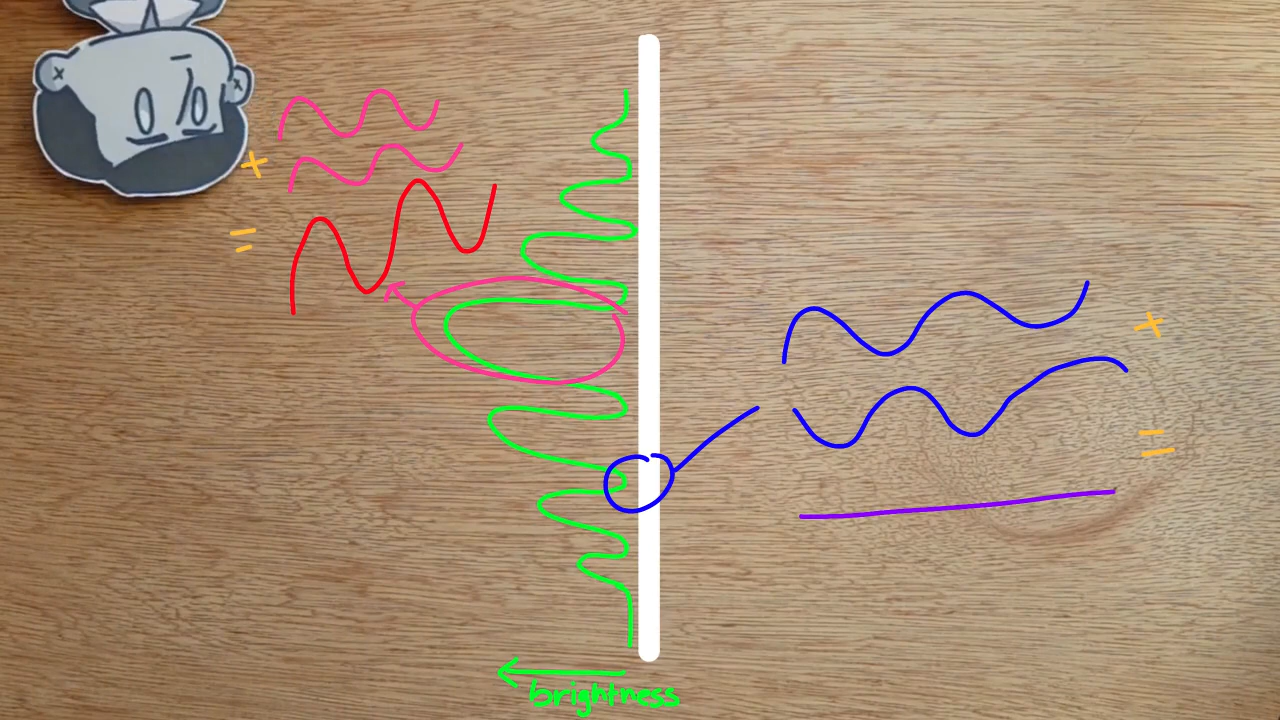 +
=
+
=
brightness